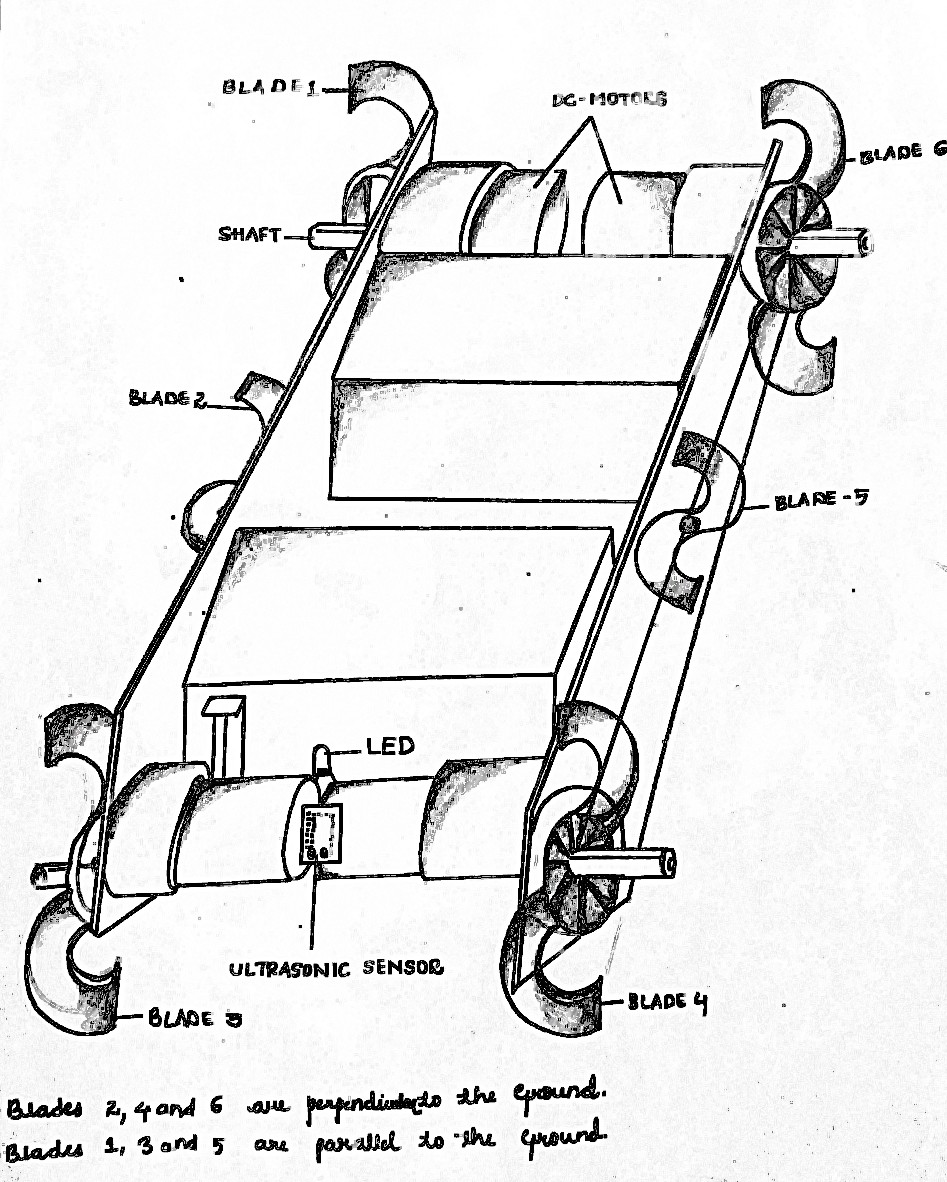 BLADE 1
DC-MOTORS
BLADE 6
SHAFT
BLADE 2
BLADE -5
LED
ULTRASONIC SENSOR
BLADE 4
BLADE 3
Blades 2, 4 and 6 are perpendicular to the ground.
Blades 1, 3 and 5 are parallel to the ground.